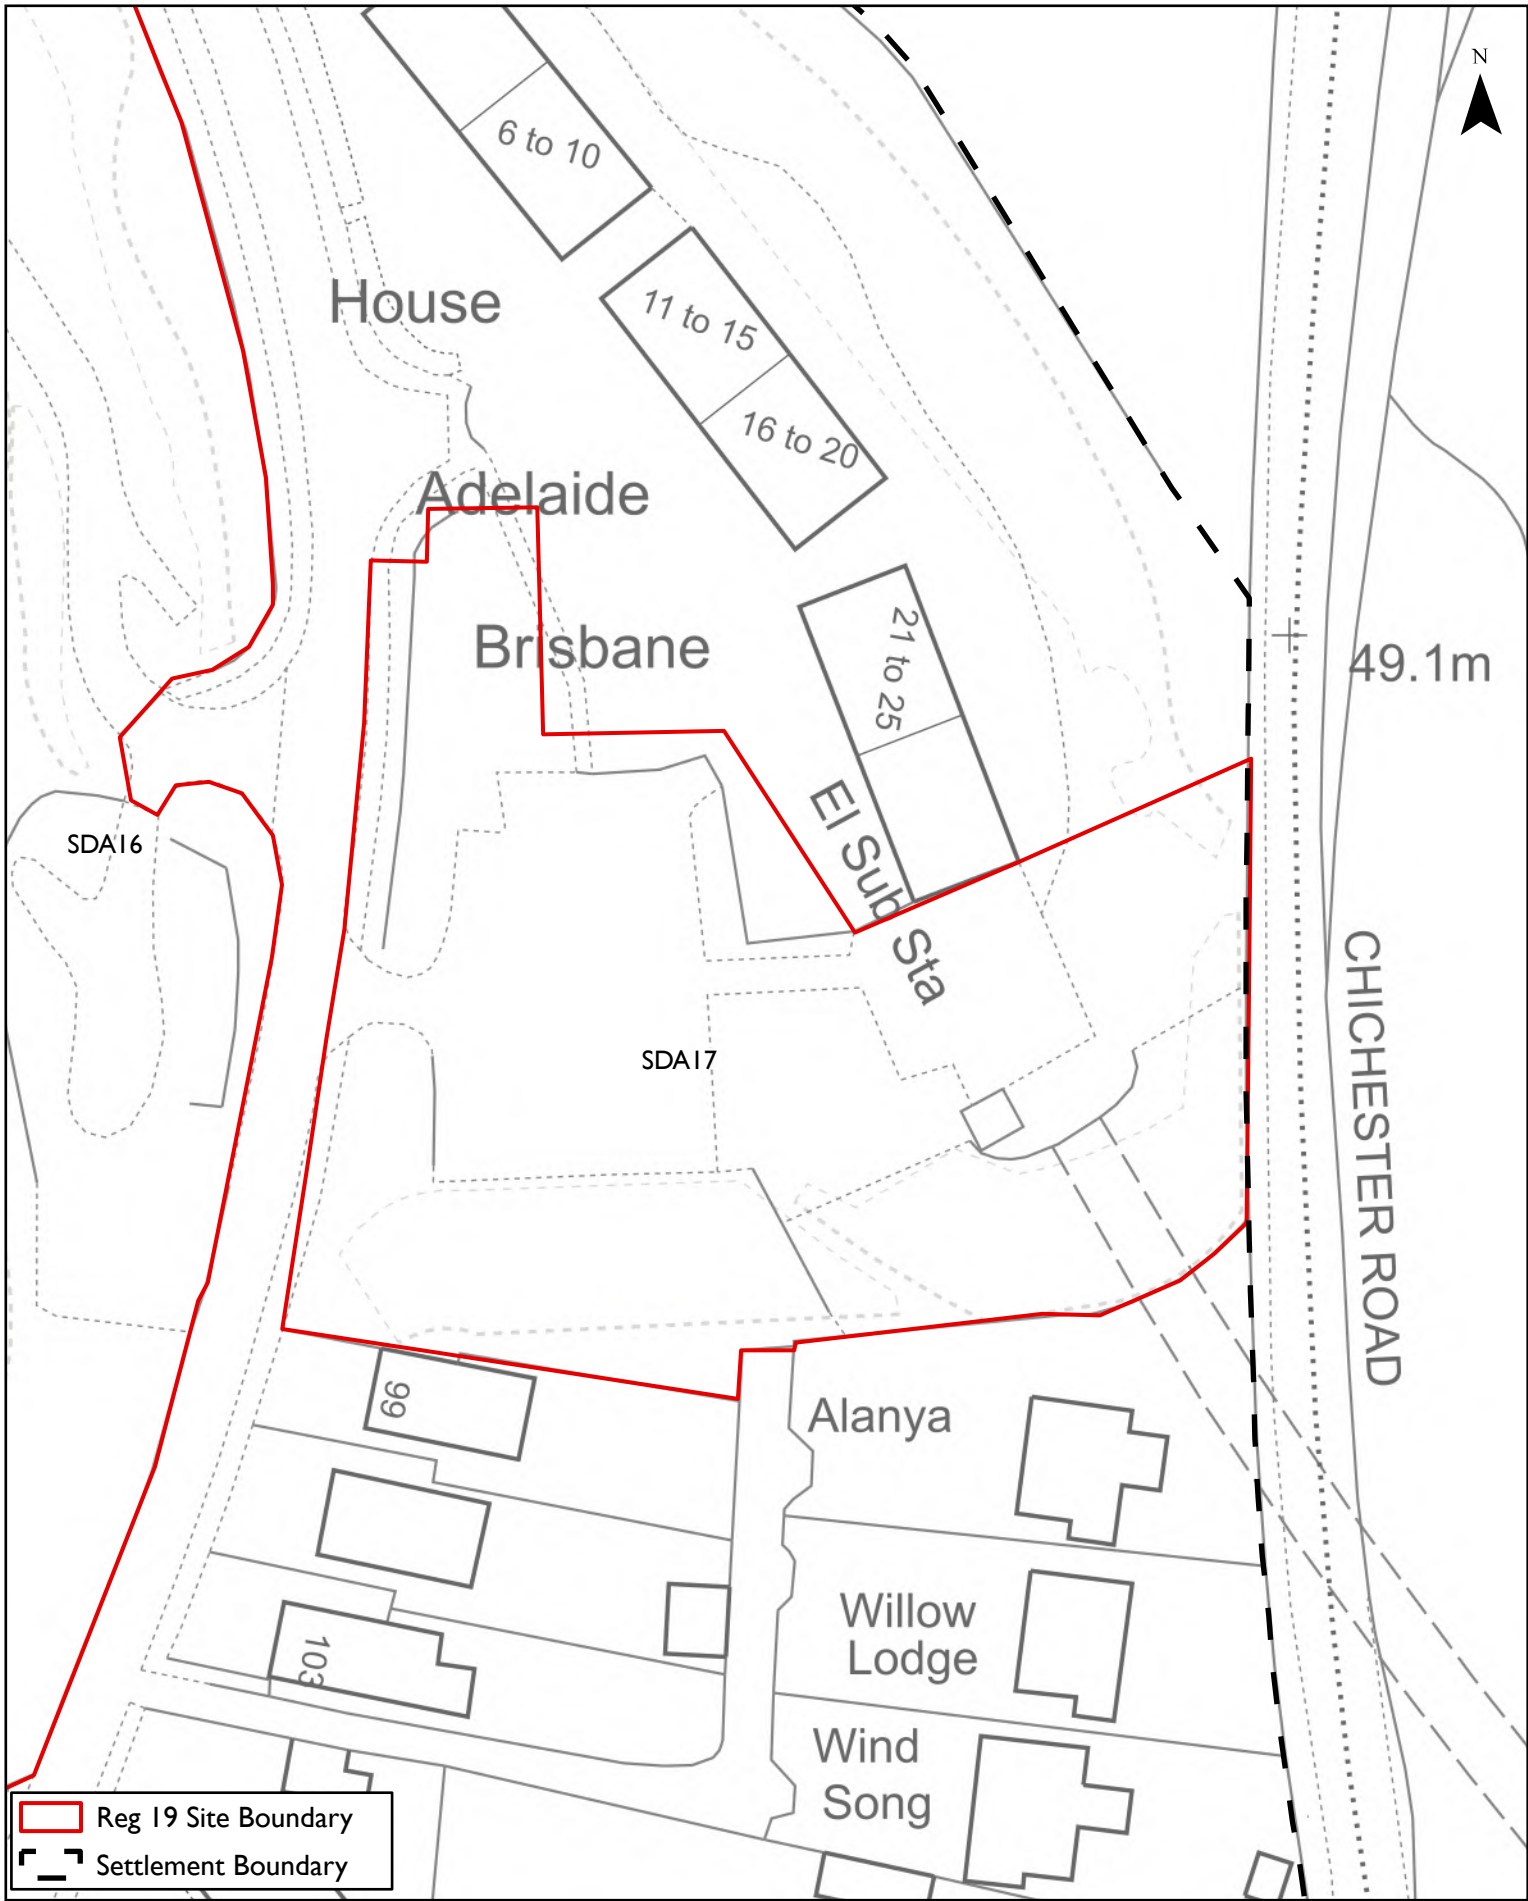 N
6 to 10
House
11 to 15
16 to 20
Adelaide
Brisbane
21 to 25
49.1m
El Sub Sta
SDA16
SDA17
CHICHESTER ROAD
99
Alanya
103
Willow
Lodge
Wind
Song
Reg 19 Site Boundary
Settlement Boundary